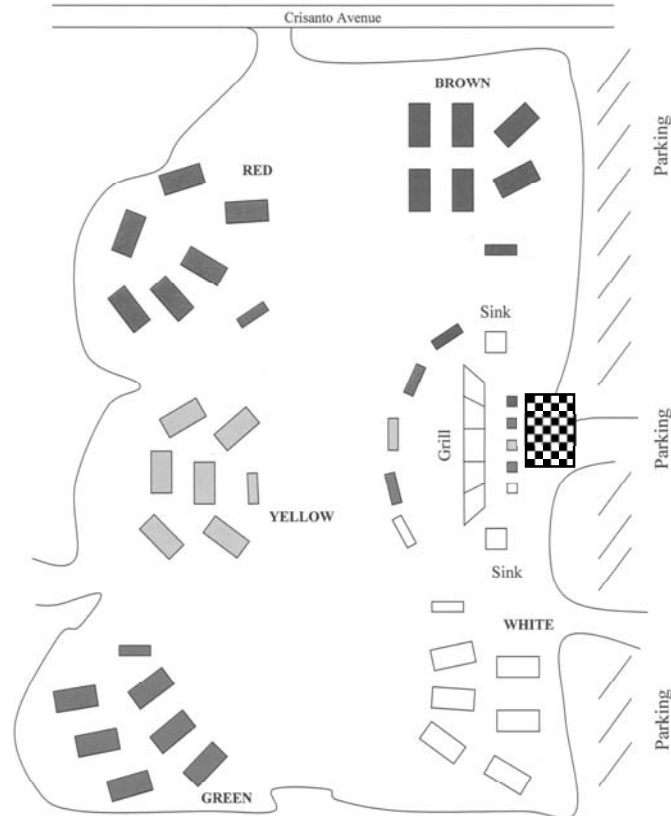 Crisanto Avenue
BROWN
Parking
RED
Sink
Parking
Grill
YELLOW
Sink
WHITE
Parking
GREEN